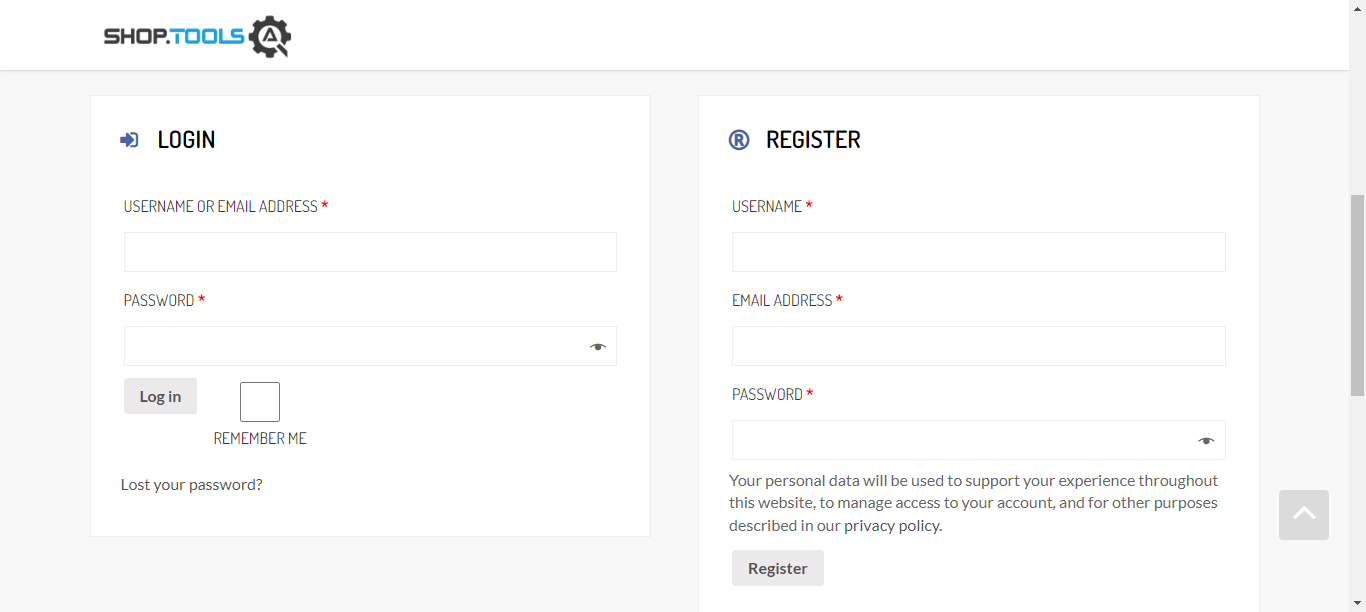 SHOP.TOOLS
LOGIN
USERNAME OR EMAIL ADDRESS *
PASSWORD *
Log in
REMEMBER ME
Lost your password?
® REGISTER
USERNAME *
EMAIL ADDRESS *
PASSWORD *
Your personal data will be used to support your experience throughout
this website, to manage access to your account, and for other purposes
described in our privacy policy.
Register